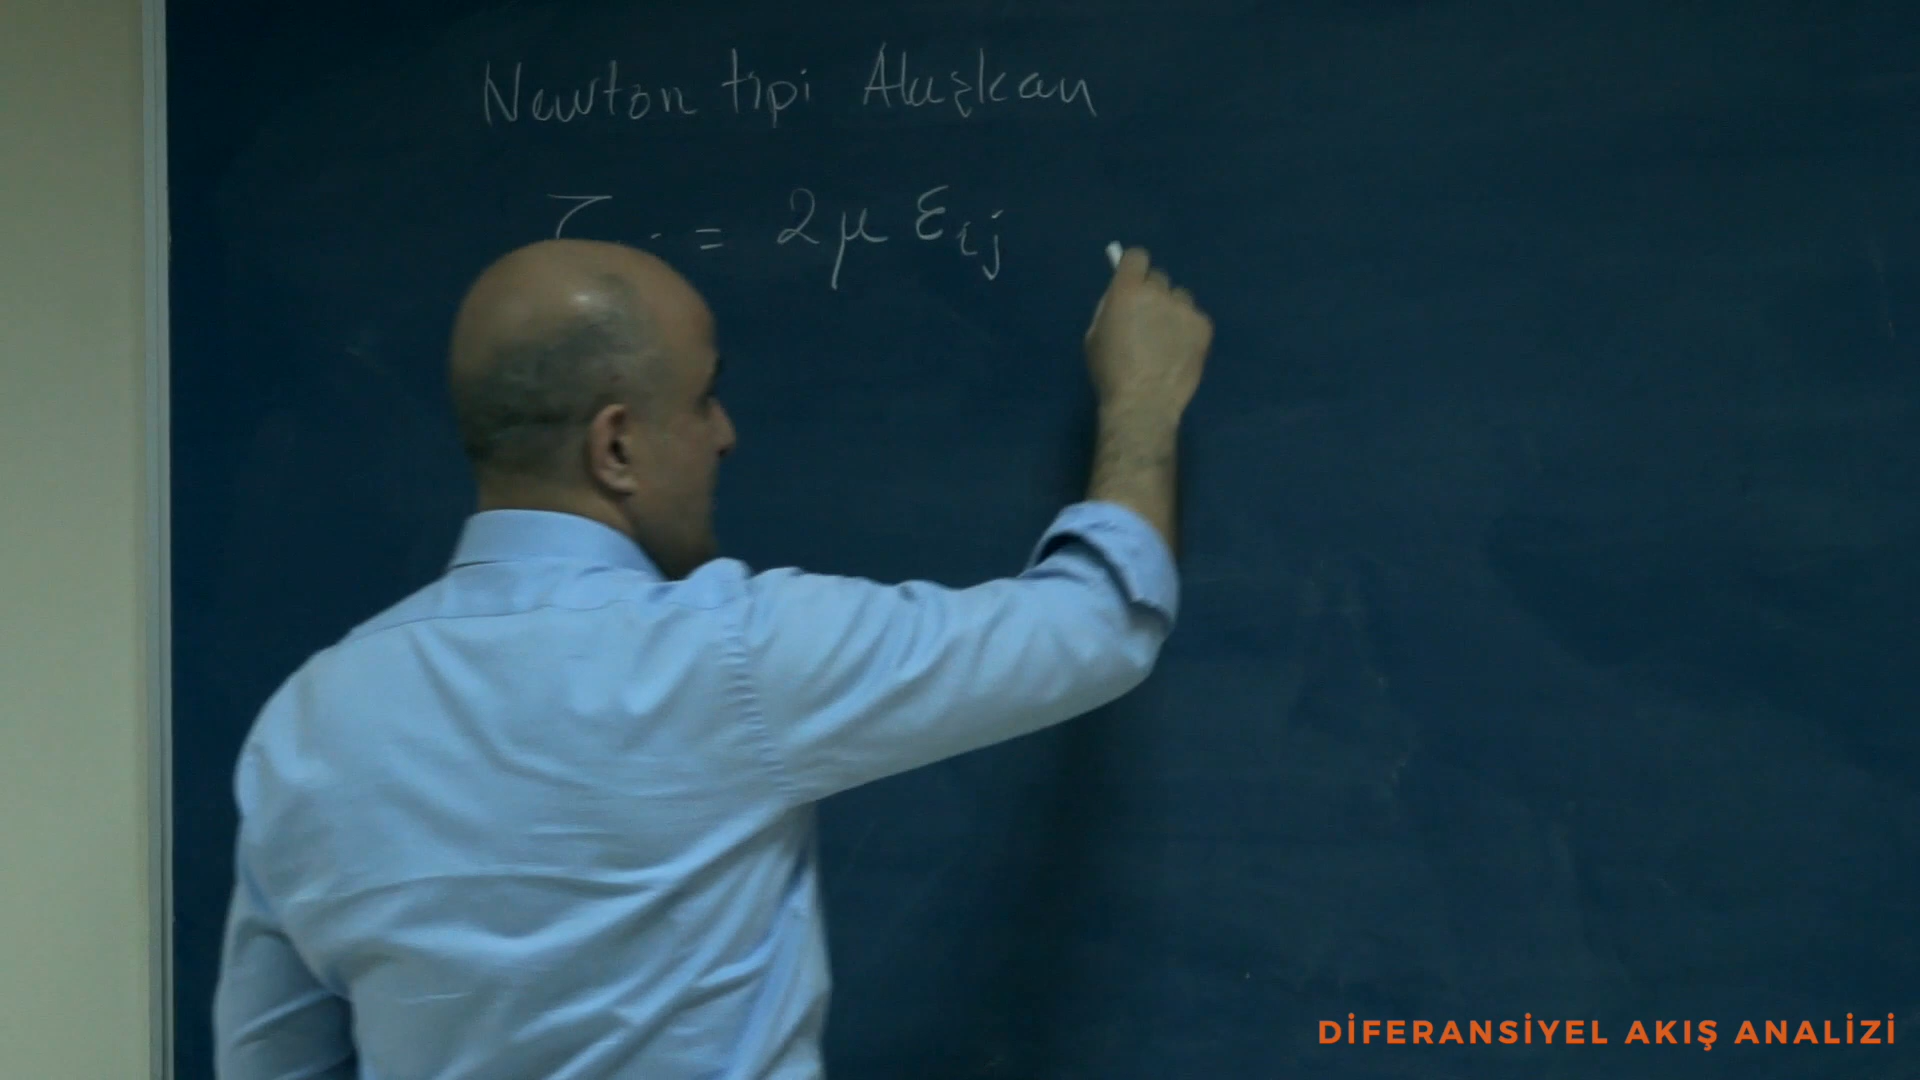 Newton tipi Akışkan
τ = 2μ εij
DİFERANSİYEL AKIŞ ANALİZİ